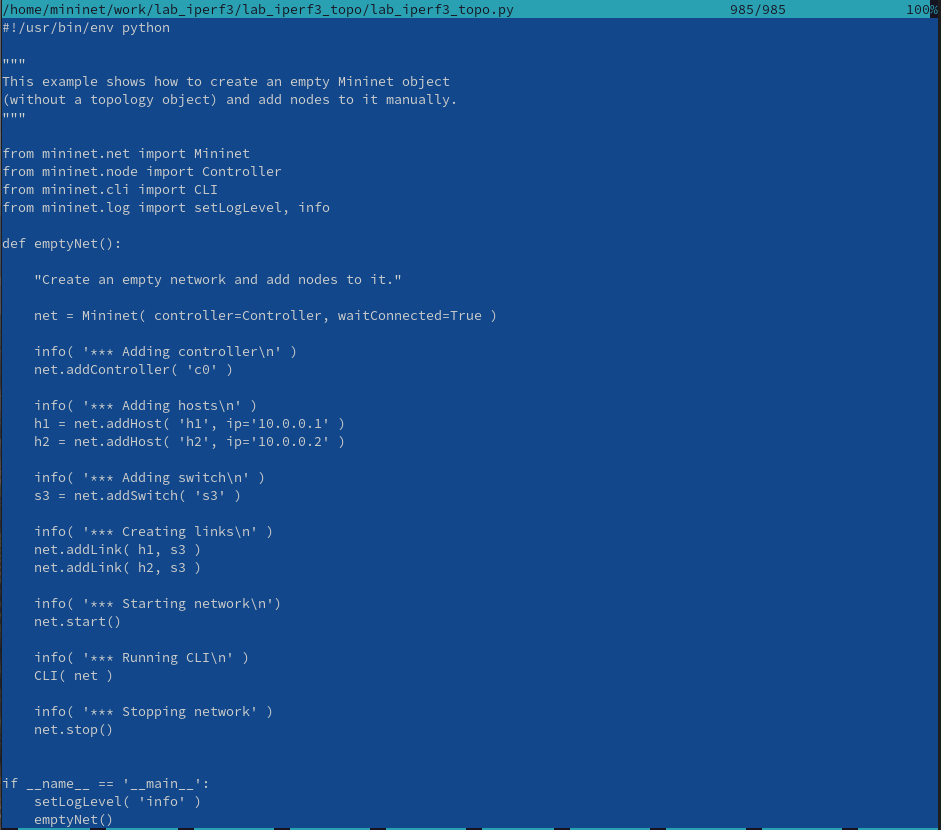 /home/mininet/work/lab_iperf3/lab_iperf3_topo/lab_iperf3_topo.py 985/985 100%
#!/usr/bin/env python

"""
This example shows how to create an empty Mininet object
(without a topology object) and add nodes to it manually.
"""

from mininet.net import Mininet
from mininet.node import Controller
from mininet.cli import CLI
from mininet.log import setLogLevel, info

def emptyNet():

    "Create an empty network and add nodes to it."

    net = Mininet( controller=Controller, waitConnected=True )

    info( '*** Adding controller\n' )
    net.addController( 'c0' )

    info( '*** Adding hosts\n' )
    h1 = net.addHost( 'h1', ip='10.0.0.1' )
    h2 = net.addHost( 'h2', ip='10.0.0.2' )

    info( '*** Adding switch\n' )
    s3 = net.addSwitch( 's3' )

    info( '*** Creating links\n' )
    net.addLink( h1, s3 )
    net.addLink( h2, s3 )

    info( '*** Starting network\n')
    net.start()

    info( '*** Running CLI\n' )
    CLI( net )

    info( '*** Stopping network' )
    net.stop()


if __name__ == '__main__':
    setLogLevel( 'info' )
    emptyNet()